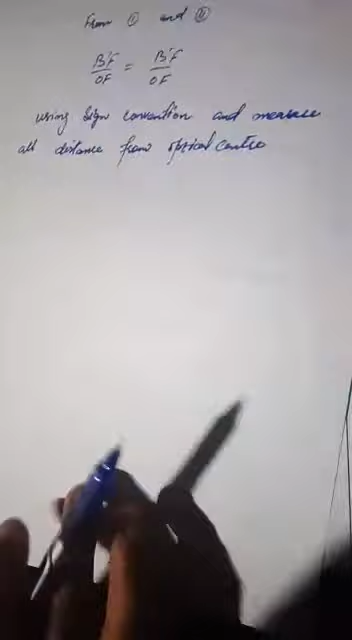 From ① and ②
B'F / OF = B'F / OF
using sign convention and measure
all distance from optical centre